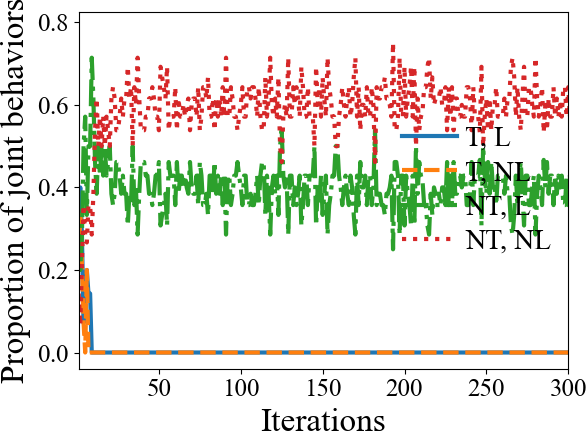 Proportion of joint behaviors
0.8
0.6
0.4
0.2
0.0
T, L
T, NL
NT, L
NT, NL
50
100
150
200
250
300
Iterations